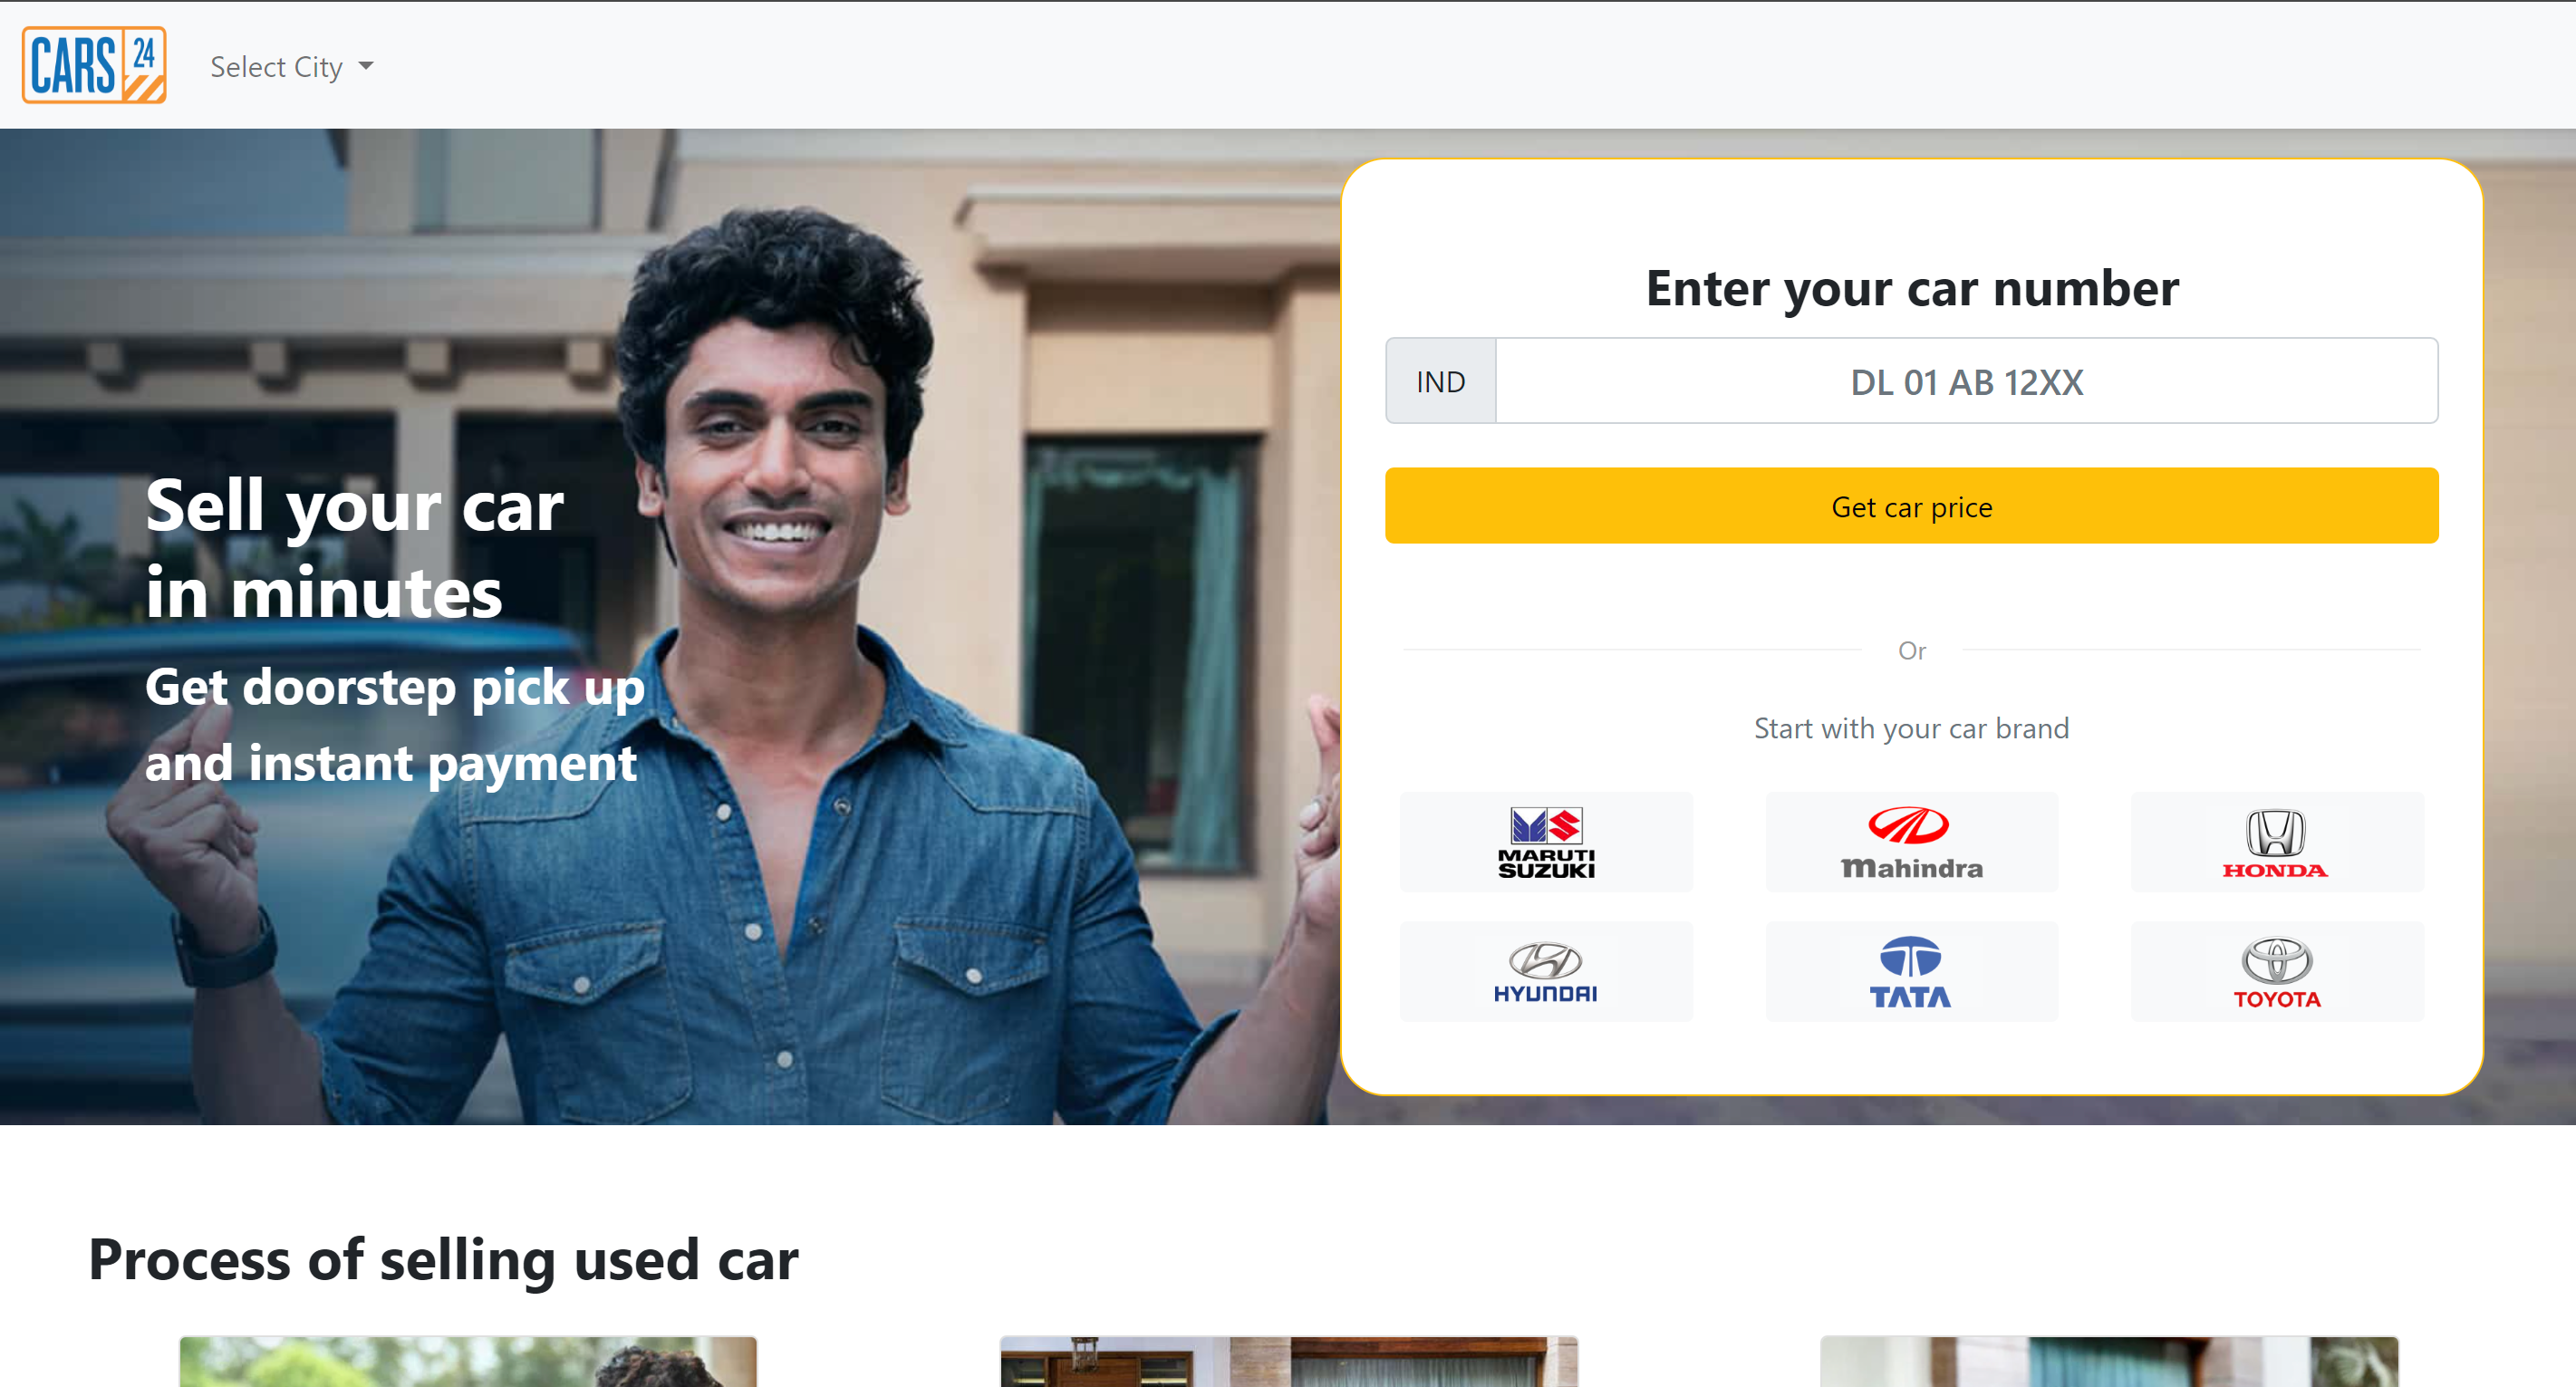 CARS 24
Select City
Sell your car
in minutes
Get doorstep pick up
and instant payment
Enter your car number
IND
DL 01 AB 12XX
Get car price
Or
Start with your car brand
MARUTI
SUZUKI
mahindra
HONDA
HYUNDAI
TATA
TOYOTA
Process of selling used car